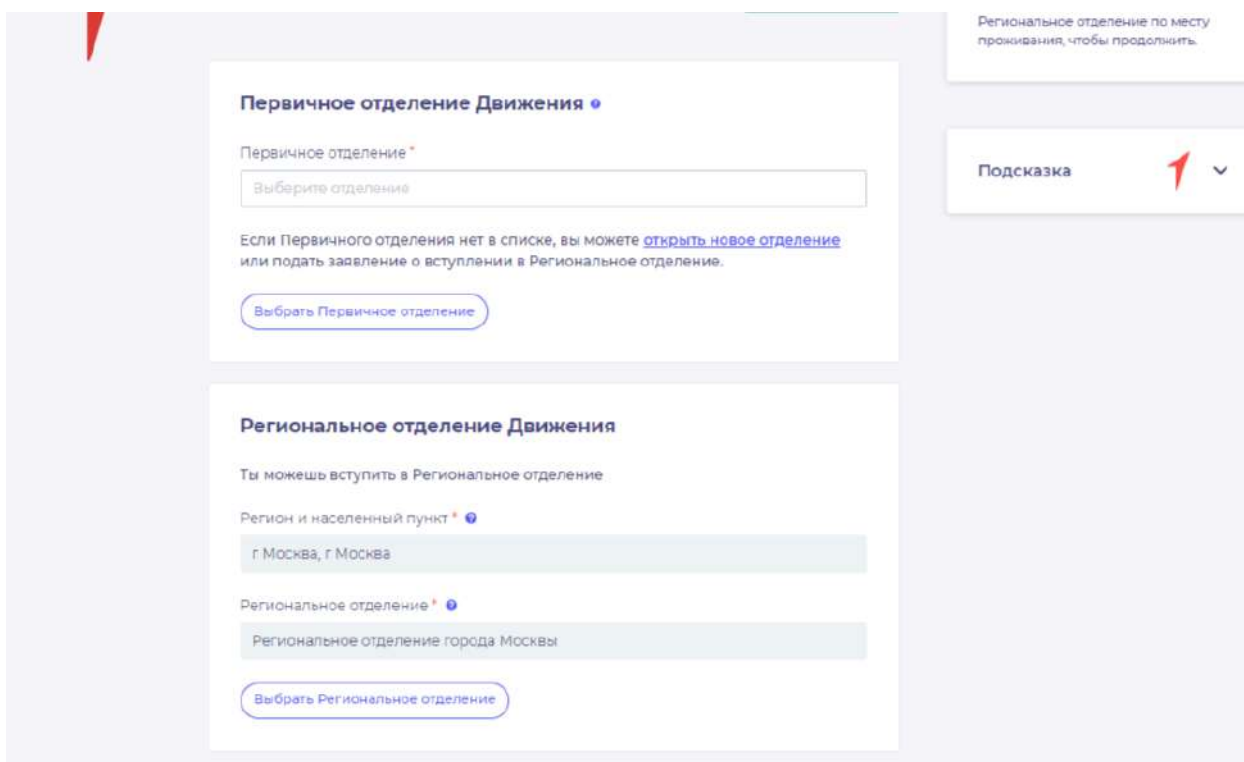 Региональное отделение по месту
проживания, чтобы продолжить.
Первичное отделение Движения
Первичное отделение *
Выберите отделение
Если Первичного отделения нет в списке, вы можете открыть новое отделение
или подать заявление о вступлении в Региональное отделение.
Выбрать Первичное отделение
Подсказка
Региональное отделение Движения
Ты можешь вступить в Региональное отделение
Регион и населенный пункт *
г Москва, г Москва
Региональное отделение *
Региональное отделение города Москвы
Выбрать Региональное отделение